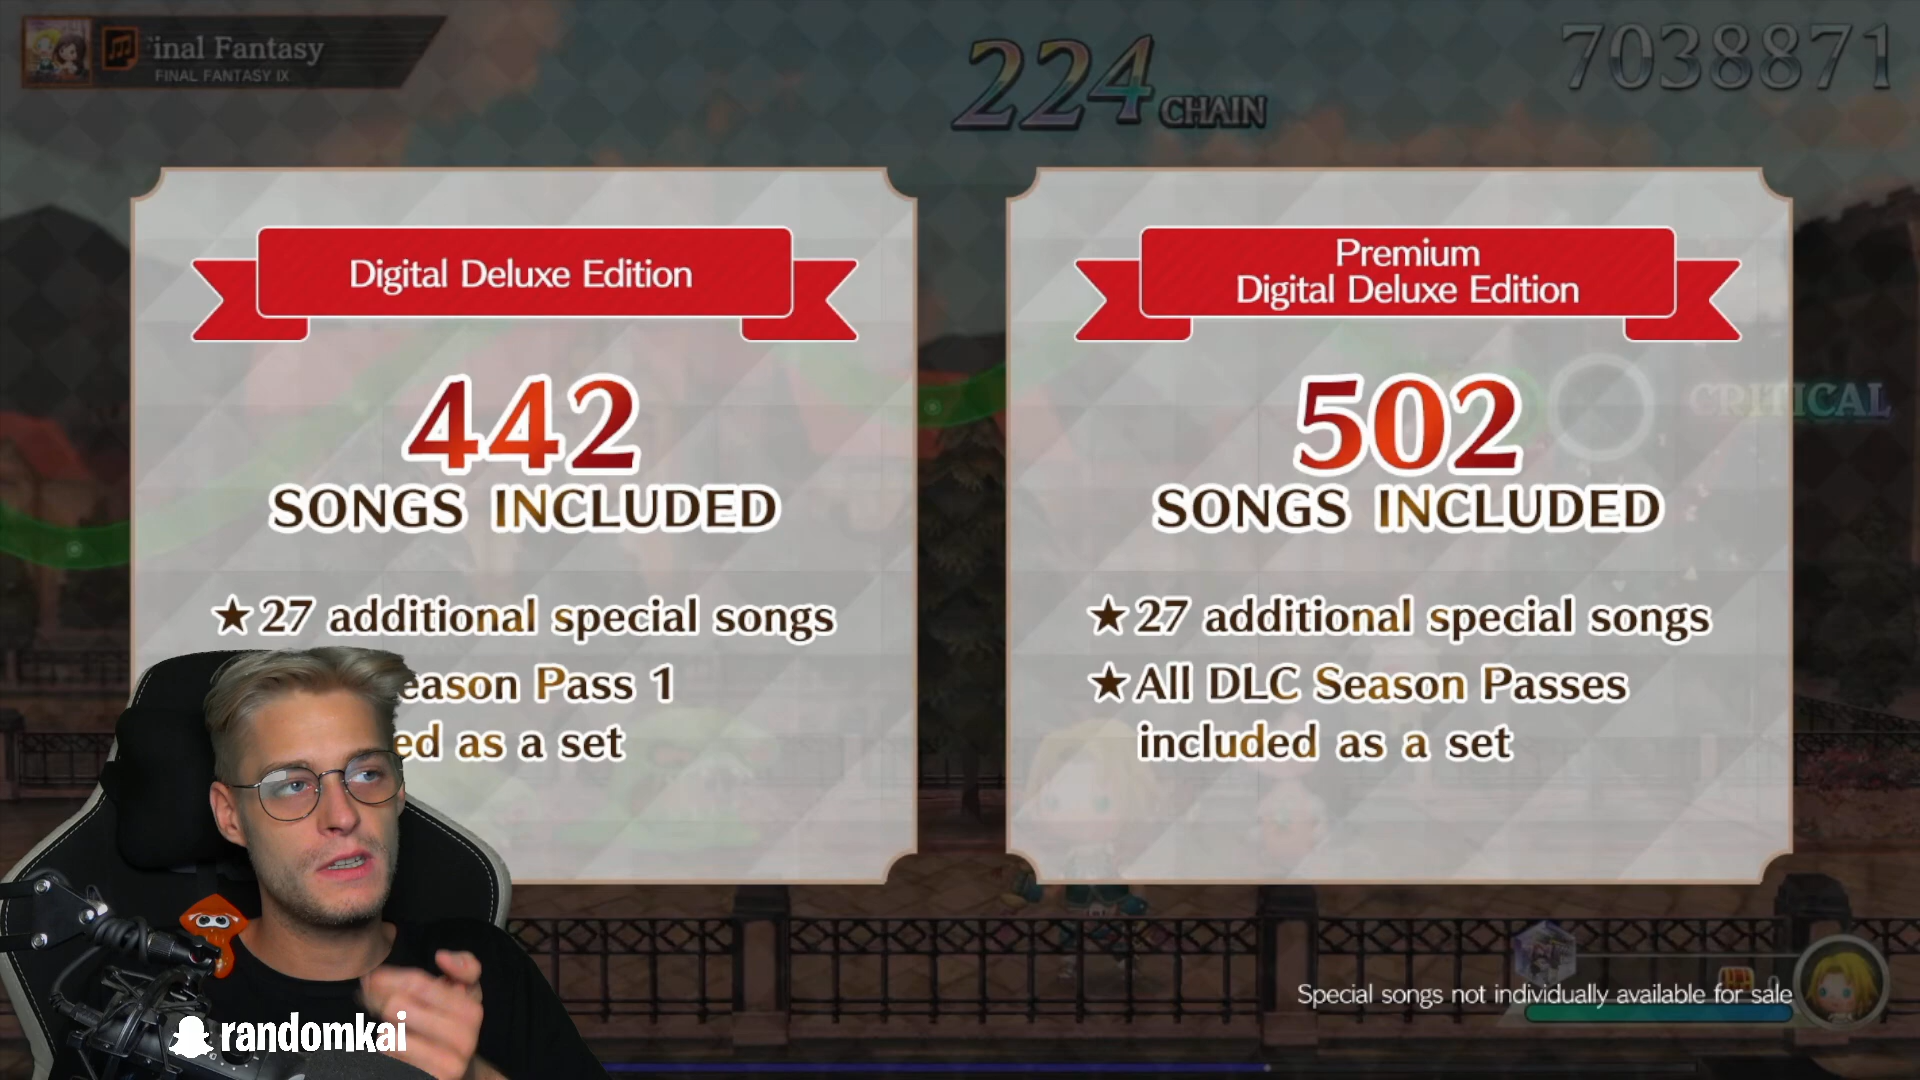 inal Fantasy
FINAL FANTASY IX
224 CHAIN
7038871
Digital Deluxe Edition
442
SONGS INCLUDED
★27 additional special songs
eason Pass 1
ed as a set
Premium
Digital Deluxe Edition
502
SONGS INCLUDED
★27 additional special songs
★All DLC Season Passes
included as a set
CRITICAL
Special songs not individually available for sale
randomkai